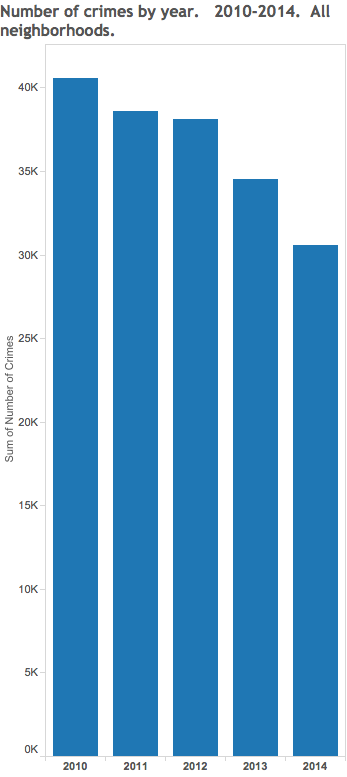 Number of crimes by year.   2010-2014.  All
neighborhoods.
40K
35K
30K
25K
20K
15K
10K
5K
0K
Sum of Number of Crimes
2010 2011 2012 2013 2014